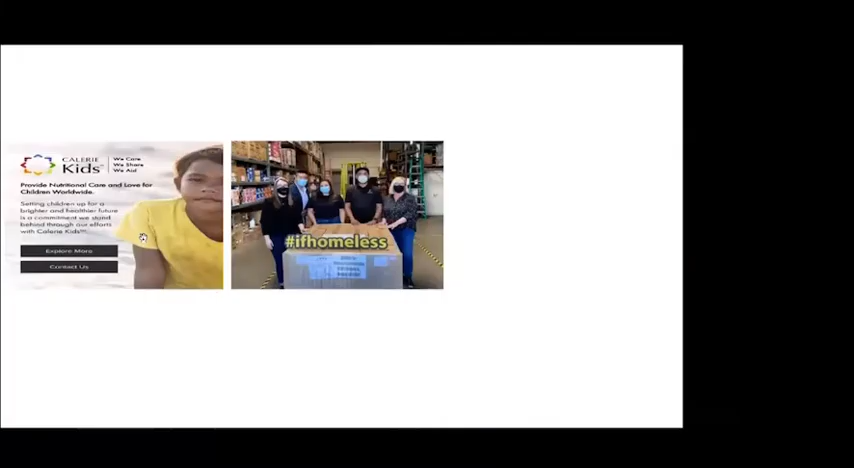 CALERIE
Kids™
We Care
We Share
We Aid
Provide Nutritional Care and Love for
Children Worldwide.
Setting children up for a
brighter and healthier future
is a commitment we stand
behind through our efforts
with Calerie Kids™.
Explore More
Contact Us
#ifhomeless